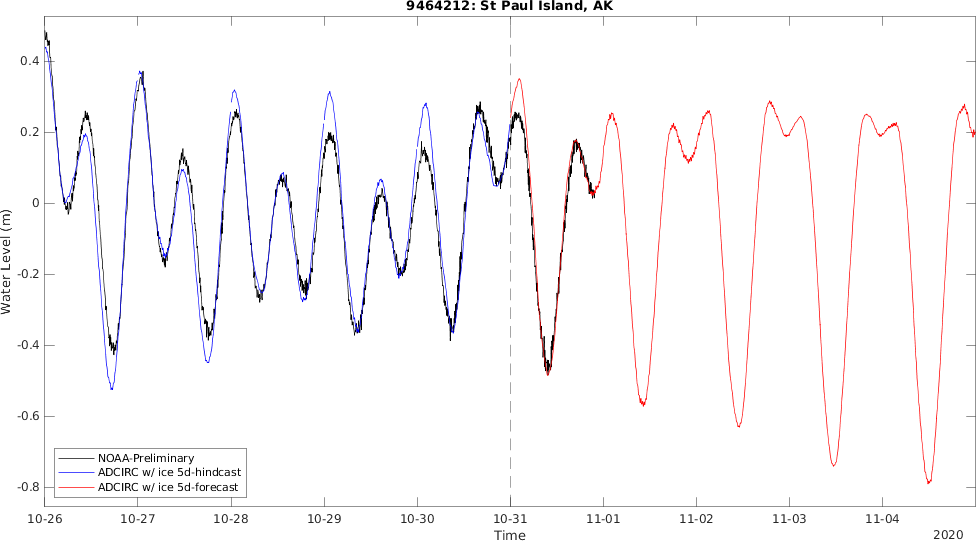 9464212: St Paul Island, AK
0.4
0.2
0
-0.2
-0.4
-0.6
-0.8
Water Level (m)
NOAA-Preliminary
ADCIRC w/ ice 5d-hindcast
ADCIRC w/ ice 5d-forecast
10-26 10-27 10-28 10-29 10-30 10-31 11-01 11-02 11-03 11-04
Time
2020